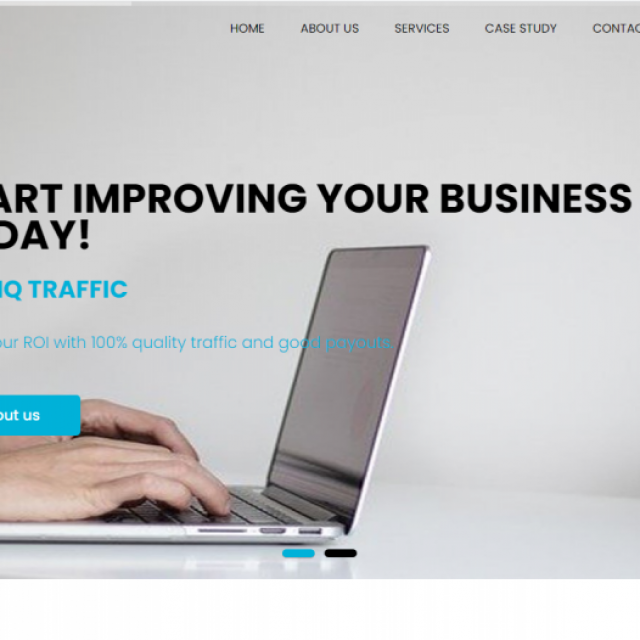 HOME ABOUT US SERVICES CASE STUDY CONTAC
ART IMPROVING YOUR BUSINESS
DAY!
IQ TRAFFIC
our ROI with 100% quality traffic and good payouts.
out us